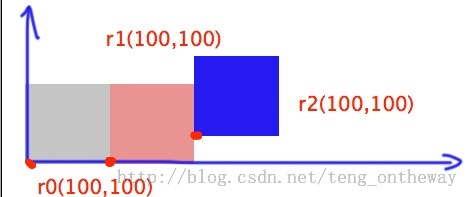 r1(100,100)
r2(100,100)
http://blog.csdn.net/teng_ontheway
r0(100,100)